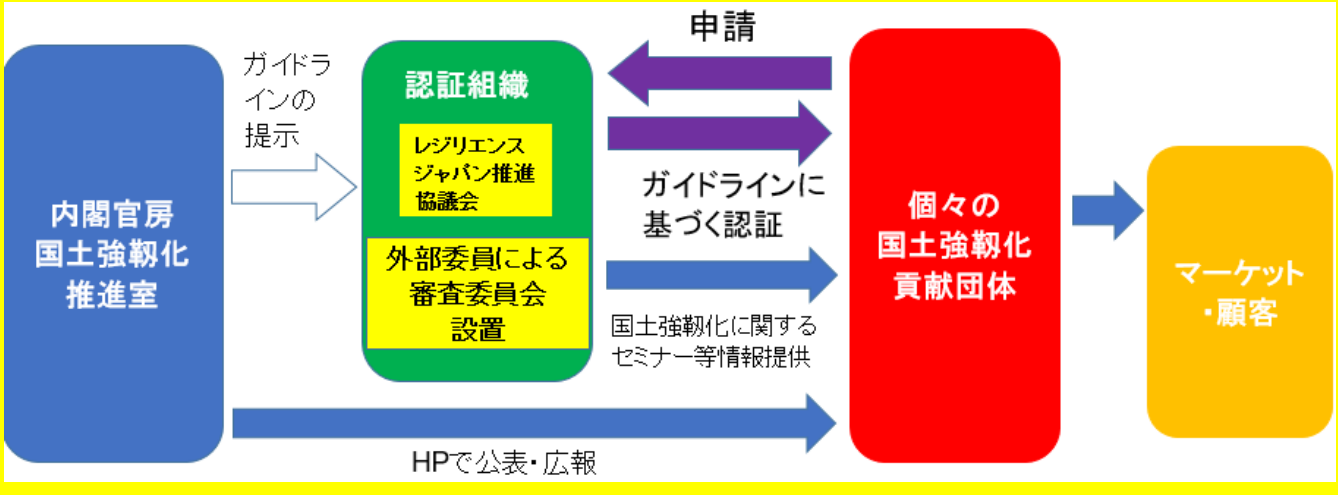 内閣官房
国土強靱化
推進室
ガイドラ
インの
提示
認証組織
レジリエンス
ジャパン推進
協議会
外部委員による
審査委員会
設置
申請
ガイドラインに
基づく認証
国土強靱化に関する
セミナー等情報提供
HPで公表・広報
個々の
国土強靱化
貢献団体
マーケット
・顧客